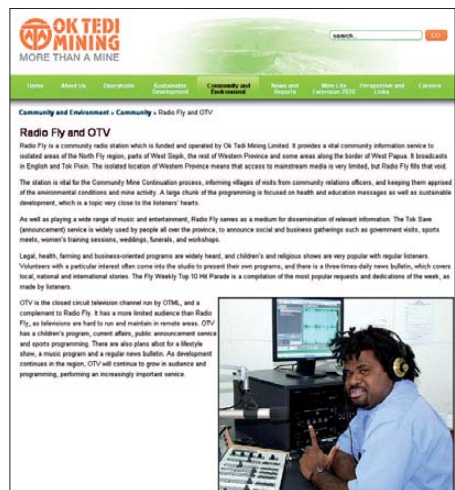 OK TEDI
MINING
MORE THAN A MINE
search..
GO
Home
About Us
Operations
Sustainable
Development
Community and
Environment
News and
Reports
Mine Life
Extension 2020
Perspective and
Links
Careers
Community and Environment » Community » Radio Fly and OTV
Radio Fly and OTV
Radio Fly is a community radio station which is funded and operated by Ok Tedi Mining Limited. It provides a vital community information service to
isolated areas of the North Fly region, parts of West Sepik, the rest of Western Province and some areas along the border of West Papua. It broadcasts
in English and Tok Pisin. The isolated location of Western Province means that access to mainstream media is very limited, but Radio Fly fills that void.
The station is vital for the Community Mine Continuation process, informing villages of visits from community relations officers, and keeping them apprised
of the environmental conditions and mine activity. A large chunk of the programming is focused on health and education messages as well as sustainable
development, which is a topic very close to the listeners' hearts.
As well as playing a wide range of music and entertainment, Radio Fly serves as a medium for dissemination of relevant information. The Tok Save
(announcement) service is widely used by people all over the province, to announce social and business gatherings such as government visits, sports
meets, women's training sessions, weddings, funerals, and workshops.
Legal, health, farming and business-oriented programs are widely heard, and children's and religious shows are very popular with regular listeners.
Volunteers with a particular interest often come into the studio to present their own programs, and there is a three-times-daily news bulletin, which covers
local, national and international stories. The Fly Weekly Top 10 Hit Parade is a compilation of the most popular requests and dedications of the week, as
made by listeners.
OTV is the closed circuit television channel run by OTML, and a
complement to Radio Fly. It has a more limited audience than Radio
Fly, as televisions are hard to run and maintain in remote areas. OTV
has a children's program, current affairs, public announcement service
and sports programming. There are also plans afoot for a lifestyle
show, a music program and a regular news bulletin. As development
continues in the region, OTV will continue to grow in audience and
programming, performing an increasingly important service.